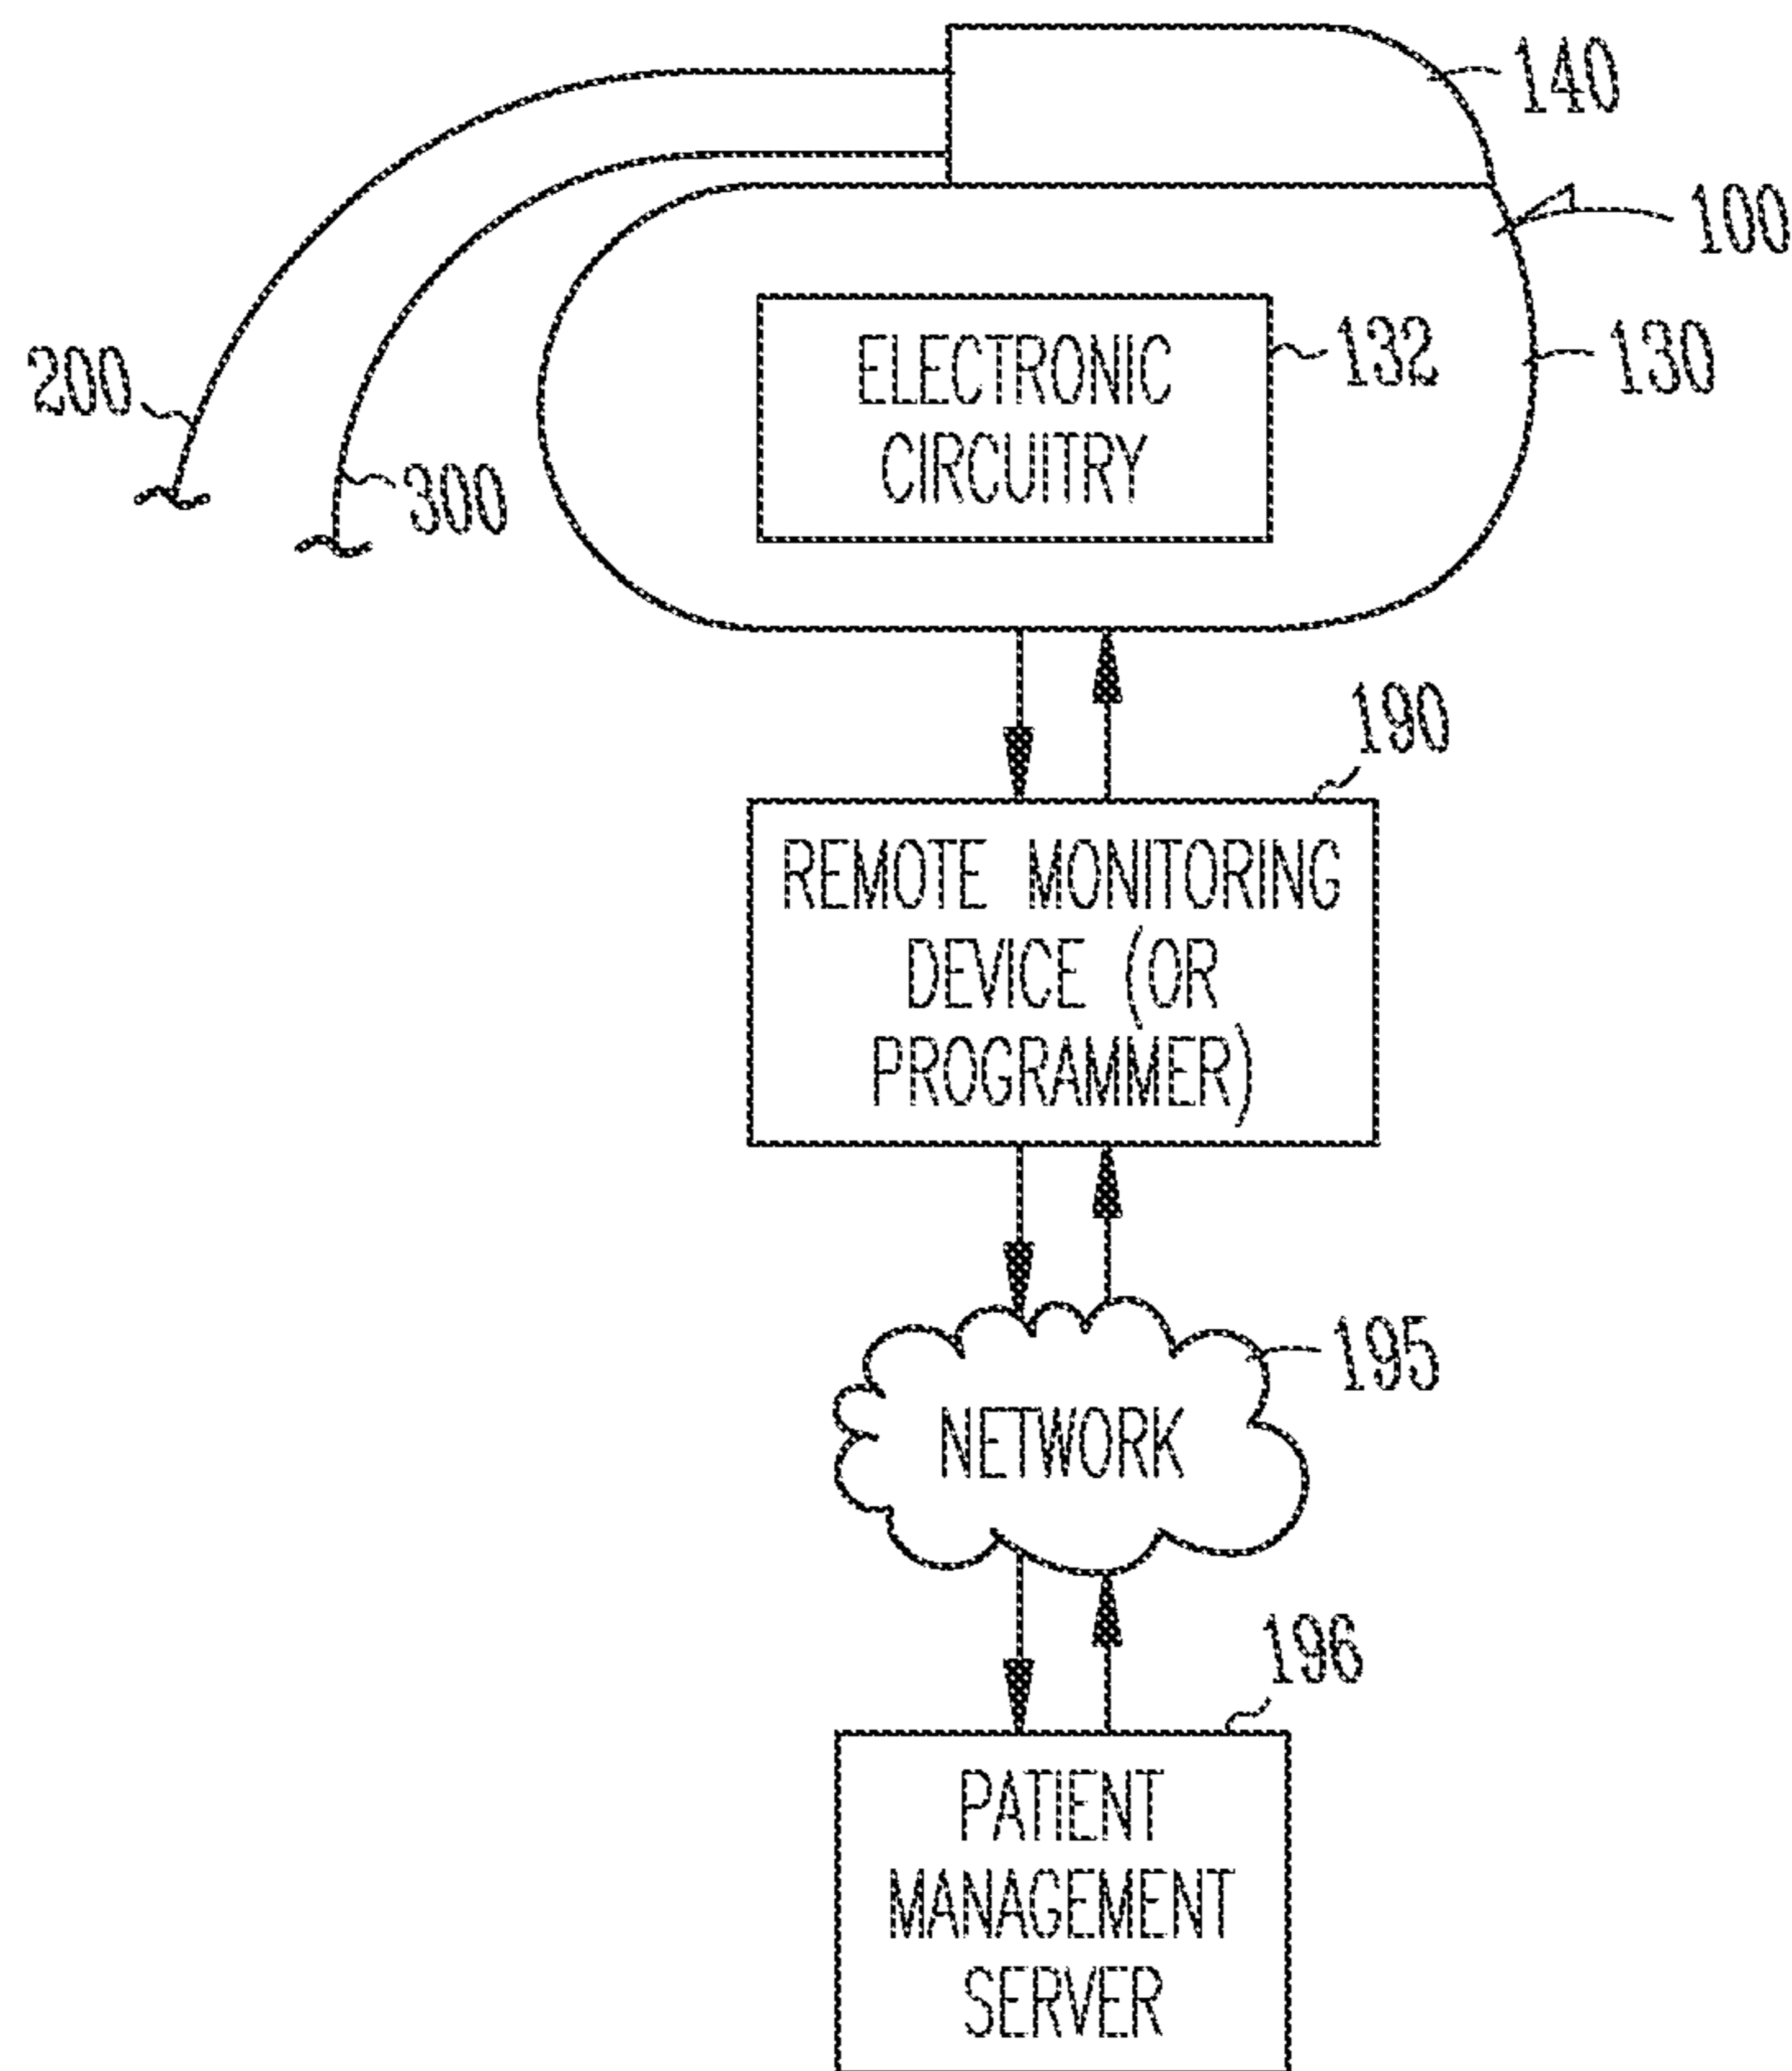 140
100
ELECTRONIC
CIRCUITRY
132
130
200
300
190
REMOTE MONITORING
DEVICE (OR
PROGRAMMER)
195
NETWORK
196
PATIENT
MANAGEMENT
SERVER